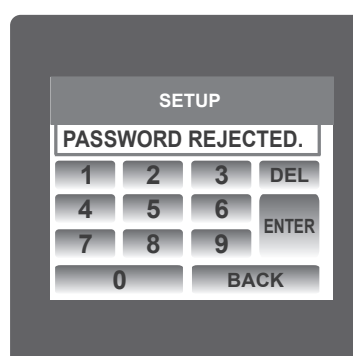 SETUP
PASSWORD REJECTED.
1 2 3 DEL
4 5 6 ENTER
7 8 9
0 BACK